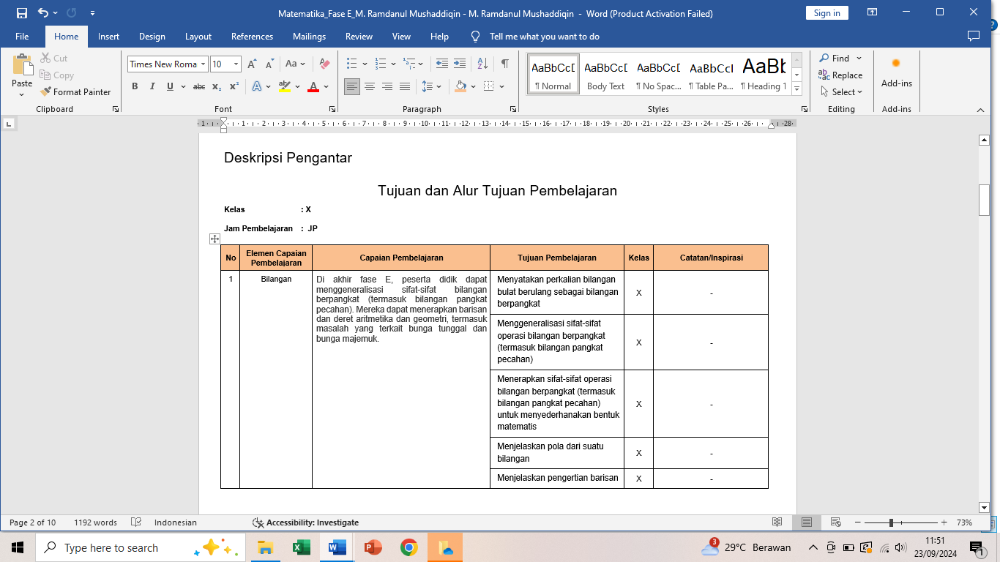 Matematika_Fase E_M. Ramdanul Mushaddiqin - M. Ramdanul Mushaddiqin - Word (Product Activation Failed)
Sign in
File Home Insert Design Layout References Mailings Review View Help Tell me what you want to do
Paste
Cut
Copy
Format Painter
Clipboard
Times New Roma 10
Aa
B I U abc x₂ x²
Font
Paragraph
AaBbCcD AaBbCcD AaBbCcD AaBbCcI AaBb
¶ Normal Body Text ¶ No Spac... ¶ Table Pa... ¶ Heading 1
Styles
Find
Replace
Select
Editing
Add-ins
Add-ins
1 1 2 3 4 5 6 7 8 9 10 11 12 13 14 15 16 17 18 19 20 21 22 23 24 25 26 28
Deskripsi Pengantar
Tujuan dan Alur Tujuan Pembelajaran
Kelas : X
Jam Pembelajaran : JP
No
Elemen Capaian
Pembelajaran
Capaian Pembelajaran
Tujuan Pembelajaran
Kelas
Catatan/Inspirasi
1
Bilangan
Di akhir fase E, peserta didik dapat
menggeneralisasi sifat-sifat bilangan
berpangkat (termasuk bilangan pangkat
pecahan). Mereka dapat menerapkan barisan
dan deret aritmetika dan geometri, termasuk
masalah yang terkait bunga tunggal dan
bunga majemuk.
Menyatakan perkalian bilangan
bulat berulang sebagai bilangan
berpangkat
X -
Menggeneralisasi sifat-sifat
operasi bilangan berpangkat
(termasuk bilangan pangkat
pecahan)
X -
Menerapkan sifat-sifat operasi
bilangan berpangkat (termasuk
bilangan pangkat pecahan)
untuk menyederhanakan bentuk
matematis
X -
Menjelaskan pola dari suatu
bilangan
X -
Menjelaskan pengertian barisan
X -
Page 2 of 10 1192 words Indonesian Accessibility: Investigate 73%
Type here to search
3
29°C Berawan
11:51
23/09/2024
1